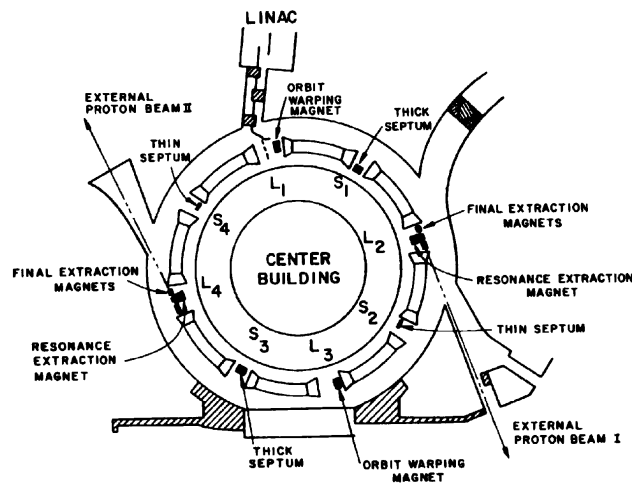 LINAC
EXTERNAL
PROTON BEAM II
ORBIT
WARPING
MAGNET
THICK
SEPTUM
THIN
SEPTUM
L1
S1
S4
L2
FINAL EXTRACTION
MAGNETS
CENTER
BUILDING
FINAL EXTRACTION
MAGNETS
L4
RESONANCE
EXTRACTION
MAGNET
S2
THIN SEPTUM
RESONANCE
EXTRACTION
MAGNET
S3
L3
EXTERNAL
PROTON BEAM I
THICK
SEPTUM
ORBIT WARPING
MAGNET